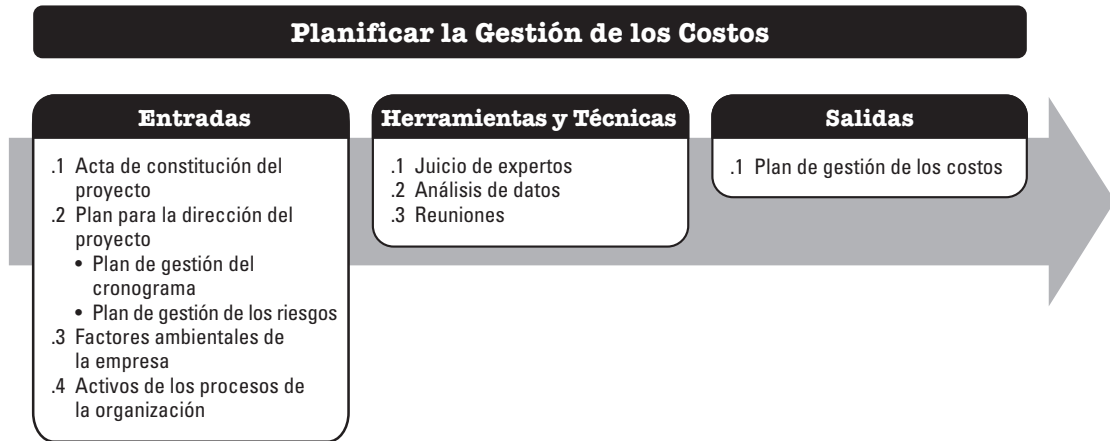 Planificar la Gestión de los Costos
Entradas
.1 Acta de constitución del
proyecto
.2 Plan para la dirección del
proyecto
• Plan de gestión del
cronograma
• Plan de gestión de los riesgos
.3 Factores ambientales de
la empresa
.4 Activos de los procesos de
la organización
Herramientas y Técnicas
.1 Juicio de expertos
.2 Análisis de datos
.3 Reuniones
Salidas
.1 Plan de gestión de los costos